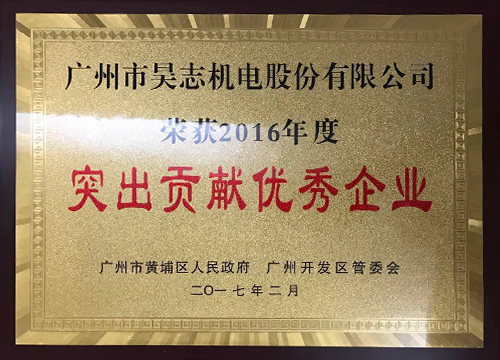 广州市昊志机电股份有限公司
荣获2016年度
突出贡献优秀企业
广州市黄埔区人民政府 广州开发区管委会
二〇一七年二月